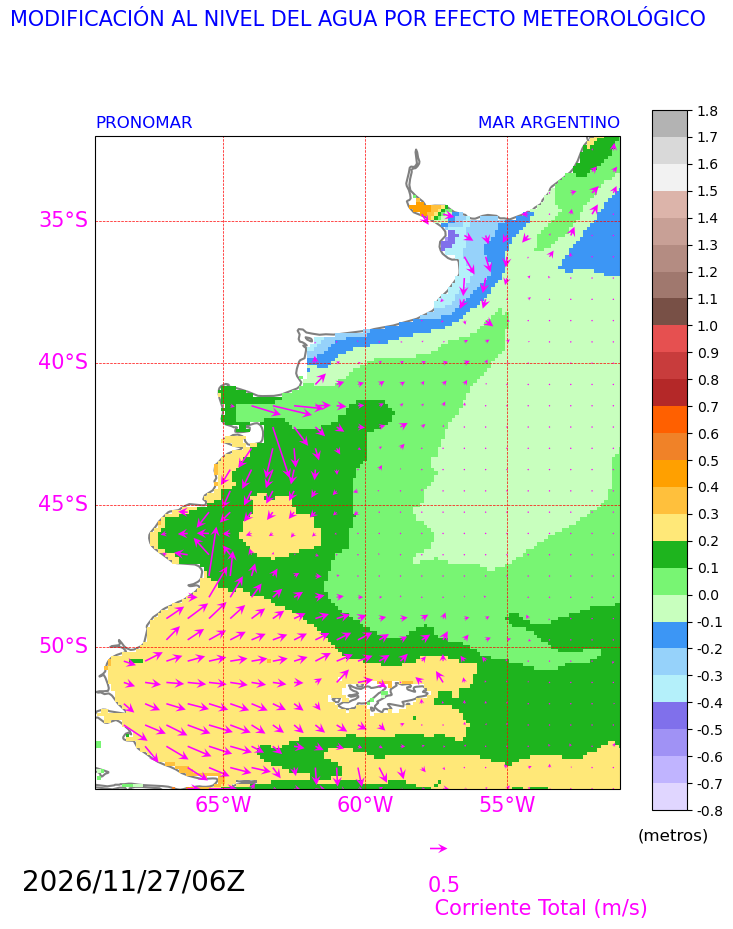 MODIFICACIÓN AL NIVEL DEL AGUA POR EFECTO METEOROLÓGICO
PRONOMAR
MAR ARGENTINO
35°S
40°S
45°S
50°S
65°W
60°W
55°W
1.8
1.7
1.6
1.5
1.4
1.3
1.2
1.1
1.0
0.9
0.8
0.7
0.6
0.5
0.4
0.3
0.2
0.1
0.0
-0.1
-0.2
-0.3
-0.4
-0.5
-0.6
-0.7
-0.8
(metros)
2026/11/27/06Z
0.5
Corriente Total (m/s)